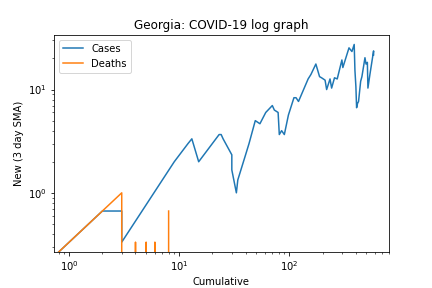 Georgia: COVID-19 log graph
Cases
Deaths
New (3 day SMA)
10¹
10⁰
10⁰ 10¹ 10²
Cumulative